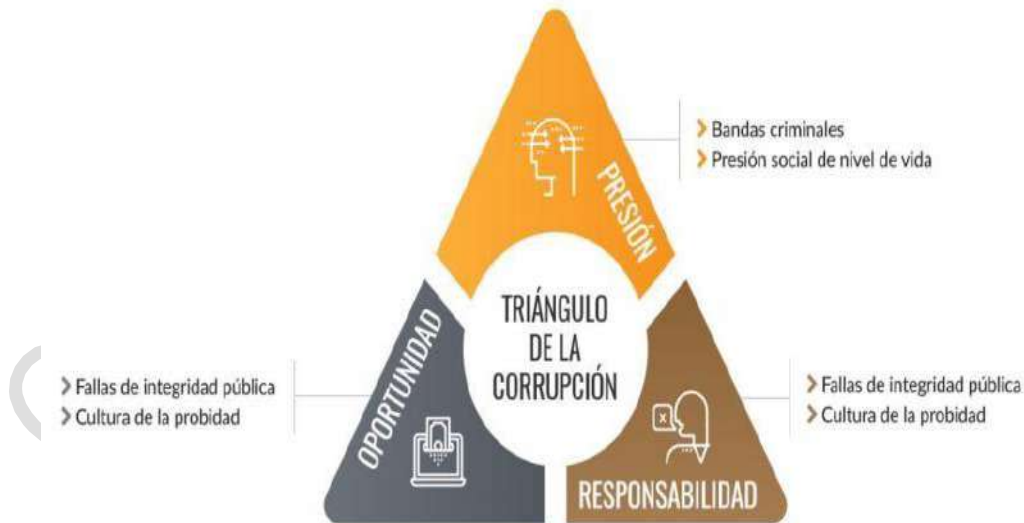 PRESIÓN
Bandas criminales
Presión social de nivel de vida
TRIÁNGULO
DE LA
CORRUPCIÓN
OPORTUNIDAD
Fallas de integridad pública
Cultura de la probidad
RESPONSABILIDAD
Fallas de integridad pública
Cultura de la probidad
X